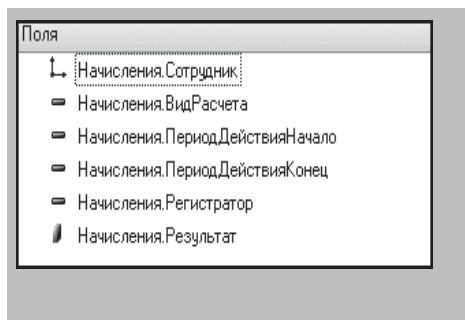 Поля
Начисления.Сотрудник
Начисления.ВидРасчета
Начисления.ПериодДействияНачало
Начисления.ПериодДействияКонец
Начисления.Регистратор
Начисления.Результат